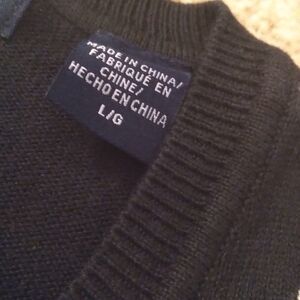 MADE IN CHINA/
FABRIQUÉ EN
CHINE/
HECHO EN CHINA
L/G